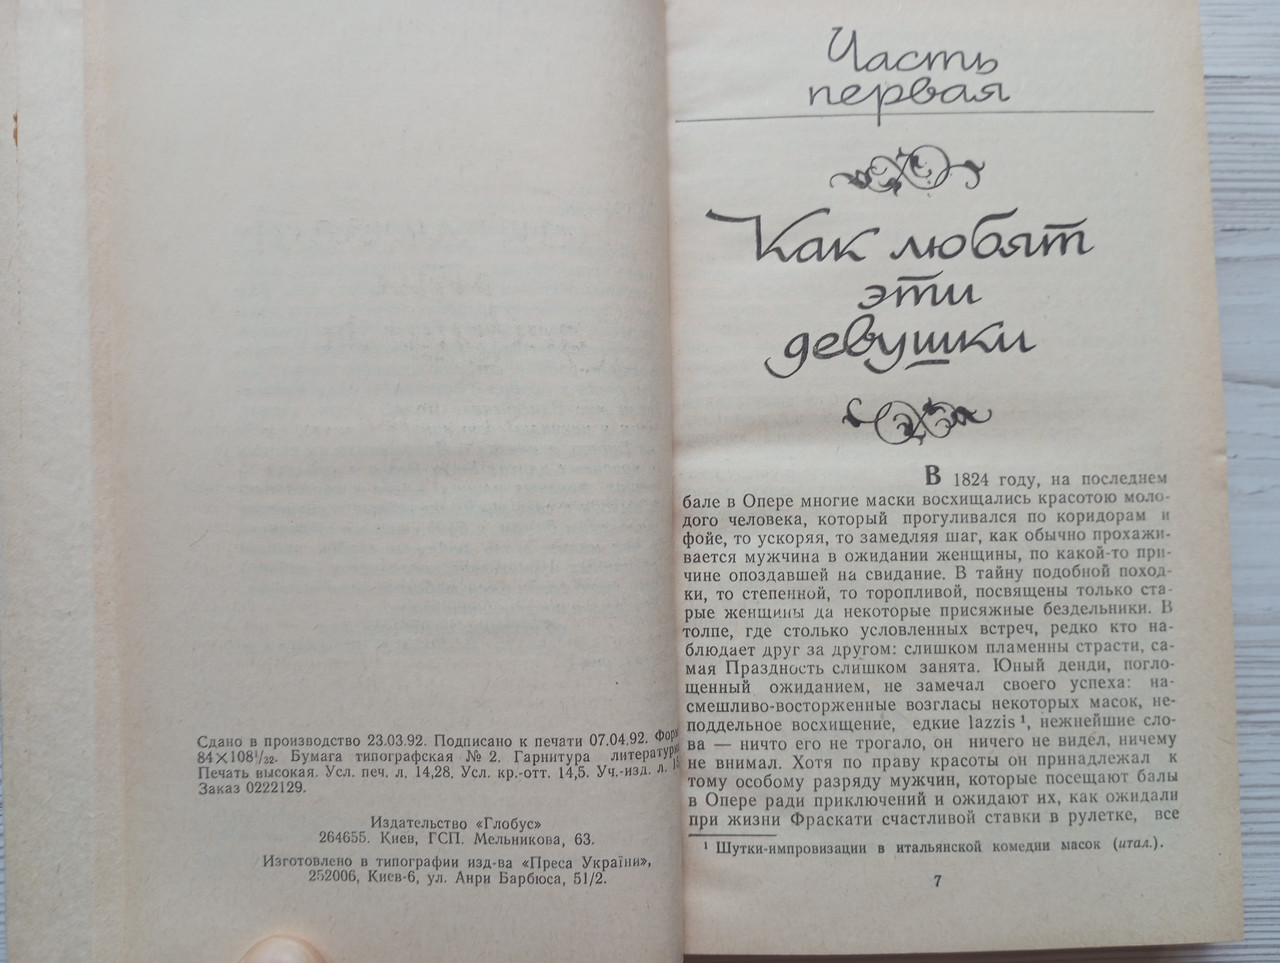 Сдано в производство 23.03.92. Подписано к печати 07.04.92.
84×108¹/₃₂. Бумага типографская № 2. Гарнитура
Печать высокая. Усл. печ. л. 14,28. Усл. кр.-отт. 14,5. Уч.-изд. л.
Заказ 0222129.
Издательство «Глобус»
264655. Киев, ГСП. Мельникова, 63.
Изготовлено в типографии изд-ва «Преса України»,
252006, Киев-6, ул. Анри Барбюса, 51/2.
Часть
первая
Как любят
эти
девушки
В 1824 году, на последнем
бале в Опере многие маски восхищались красотою моло-
дого человека, который прогуливался по коридорам и
фойе, то ускоряя, то замедляя шаг, как обычно прохажи-
вается мужчина в ожидании женщины, по какой-то при-
чине опоздавшей на свидание. В тайну подобной поход-
ки, то степенной, то торопливой, посвящены только ста-
рые женщины да некоторые присяжные бездельники. В
толпе, где столько условленных встреч, редко кто на-
блюдает друг за другом: слишком пламенны страсти, са-
мая Праздность слишком занята. Юный денди, погло-
щенный ожиданием, не замечал своего успеха: на-
смешливо-восторженные возгласы некоторых масок, не-
поддельное восхищение, едкие lazzis ¹, нежнейшие сло-
ва — ничто его не трогало, он ничего не видел, ничему
не внимал. Хотя по праву красоты он принадлежал к
тому особому разряду мужчин, которые посещают балы
в Опере ради приключений и ожидают их, как ожидали
при жизни Фраскати счастливой ставки в рулетке, все
¹ Шутки-импровизации в итальянской комедии масок (итал.).
7